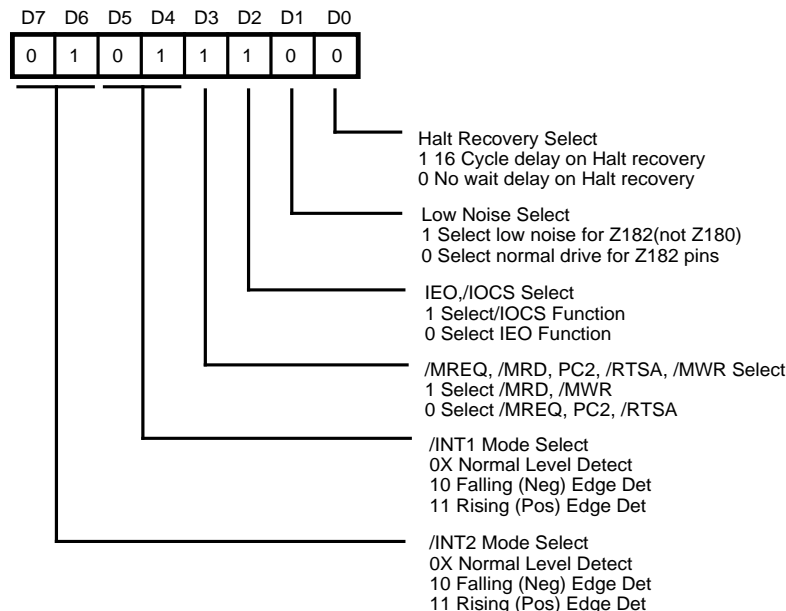 D7 D6 D5 D4 D3 D2 D1 D0
0 1 0 1 1 1 0 0
Halt Recovery Select
1 16 Cycle delay on Halt recovery
0 No wait delay on Halt recovery
Low Noise Select
1 Select low noise for Z182(not Z180)
0 Select normal drive for Z182 pins
IEO,/IOCS Select
1 Select/IOCS Function
0 Select IEO Function
/MREQ, /MRD, PC2, /RTSA, /MWR Select
1 Select /MRD, /MWR
0 Select /MREQ, PC2, /RTSA
/INT1 Mode Select
0X Normal Level Detect
10 Falling (Neg) Edge Det
11 Rising (Pos) Edge Det
/INT2 Mode Select
0X Normal Level Detect
10 Falling (Neg) Edge Det
11 Rising (Pos) Edge Det